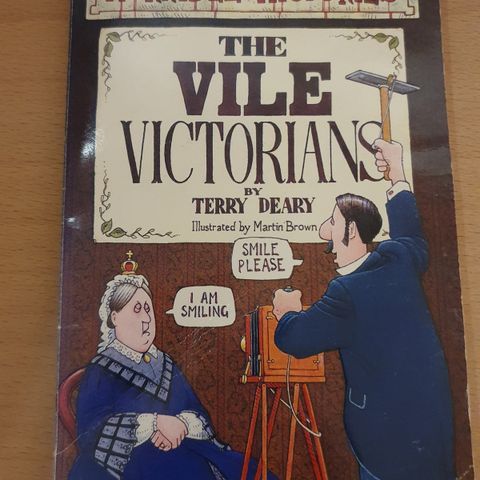 THE
VILE
VICTORIANS
BY
TERRY DEARY
Illustrated by Martin Brown
SMILE
PLEASE
I AM
SMILING